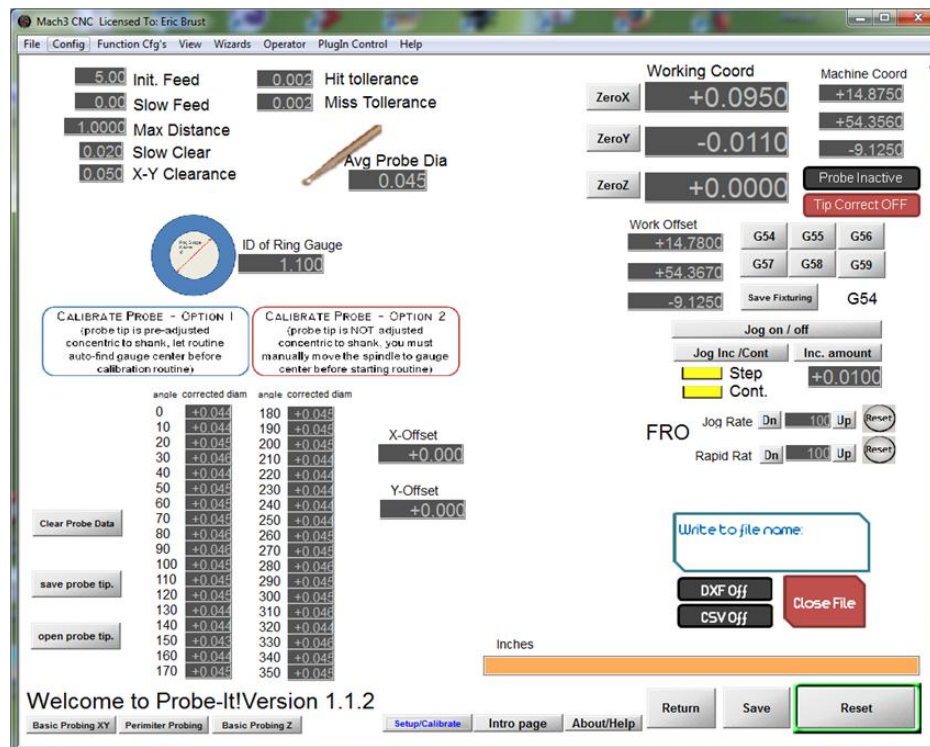 Mach3 CNC Licensed To: Eric Brust
File Config Function Cfg's View Wizards Operator PlugIn Control Help
5.00 Init. Feed
0.00 Slow Feed
1.0000 Max Distance
0.020 Slow Clear
0.050 X-Y Clearance
0.002 Hit tollerance
0.002 Miss Tollerance
Avg Probe Dia
0.045
Working Coord
ZeroX +0.0950
ZeroY -0.0110
ZeroZ +0.0000
Machine Coord
+14.8750
+54.3560
-9.1250
Probe Inactive
Tip Correct OFF
ID of Ring Gauge
1.100
Work Offset
+14.7800
+54.3670
-9.1250
G54 G55 G56
G57 G58 G59
Save Fixturing G54
Calibrate Probe - Option 1
(probe tip is pre-adjusted
concentric to shank, let routine
auto-find gauge center before
calibration routine)
Calibrate Probe - Option 2
(probe tip is NOT adjusted
concentric to shank, you must
manually move the spindle to gauge
center before starting routine)
Jog on / off
Jog Inc /Cont Inc. amount
Step
Cont.
+0.0100
FRO
Jog Rate Dn 100 Up Reset
Rapid Rat Dn 100 Up Reset
angle corrected diam angle corrected diam
0 +0.044 180 +0.045
10 +0.044 190 +0.045
20 +0.045 200 +0.045
30 +0.046 210 +0.044
40 +0.044 220 +0.044
50 +0.045 230 +0.044
60 +0.045 240 +0.044
70 +0.045 250 +0.044
80 +0.046 260 +0.045
90 +0.046 270 +0.045
100 +0.045 280 +0.046
110 +0.045 290 +0.045
120 +0.045 300 +0.045
130 +0.044 310 +0.046
140 +0.044 320 +0.044
150 +0.043 330 +0.046
160 +0.044 340 +0.045
170 +0.045 350 +0.045
X-Offset
+0.000
Y-Offset
+0.000
Clear Probe Data
save probe tip.
open probe tip.
Write to file name:
DXF Off
CSV Off
Close File
Inches
Welcome to Probe-It!Version 1.1.2
Basic Probing XY Perimiter Probing Basic Probing Z
Setup/Calibrate Intro page About/Help
Return Save Reset